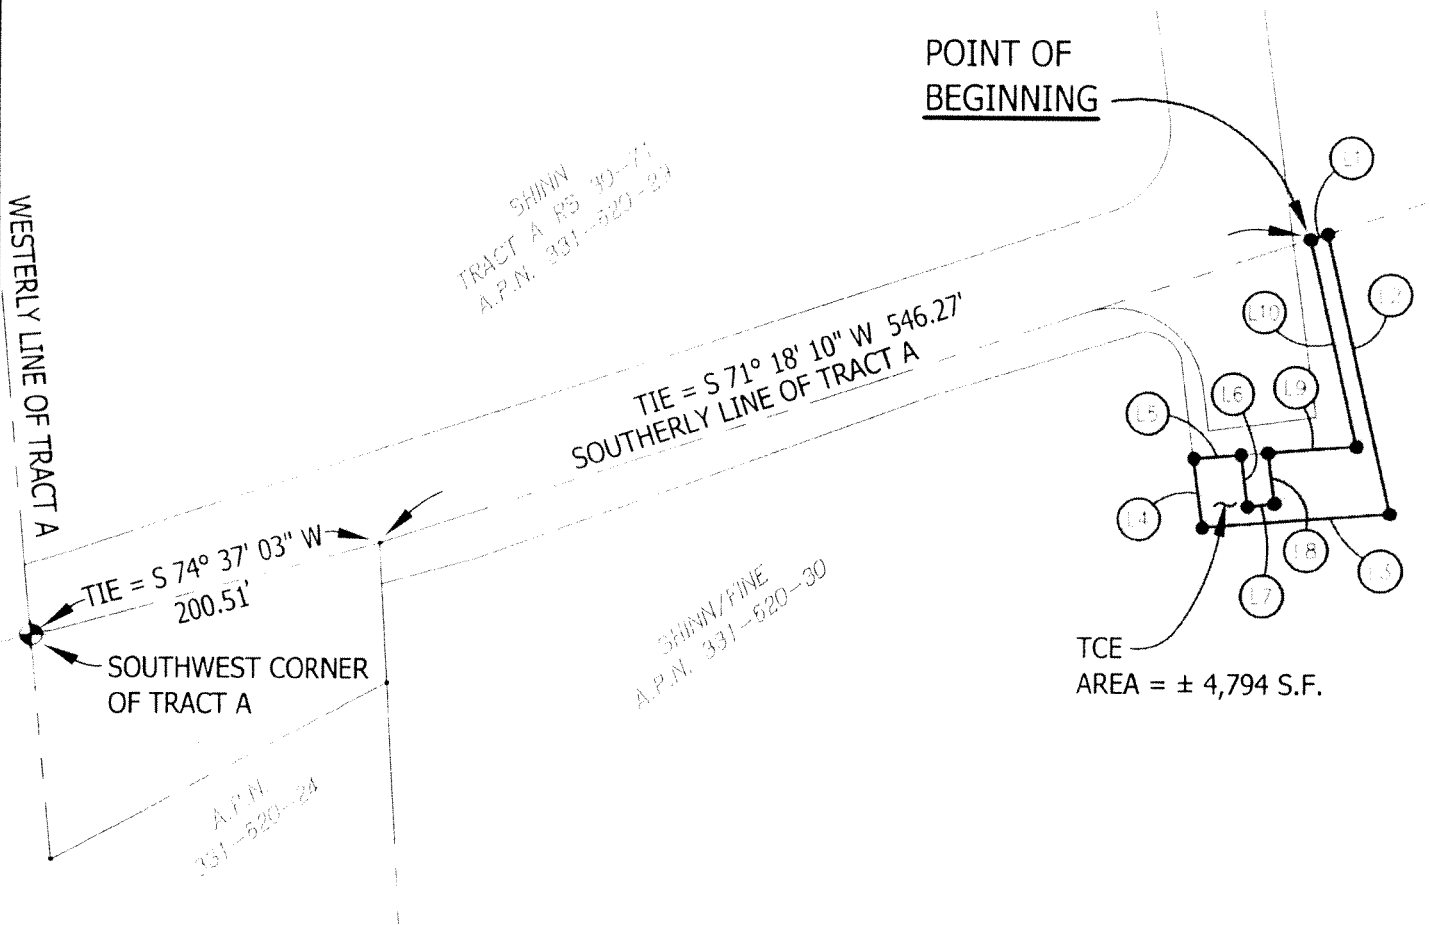 POINT OF
BEGINNING
L1
WESTERLY LINE OF TRACT A
SHINN
TRACT A RS 30-71
A.P.N. 331-520-29
L2
L10
TIE = S 71° 18' 10" W 546.27'
SOUTHERLY LINE OF TRACT A
L6
L9
L5
L4
TIE = S 74° 37' 03" W
200.51'
L8
L3
L7
SHINN/FINE
A.P.N. 331-520-30
SOUTHWEST CORNER
OF TRACT A
TCE
AREA = ± 4,794 S.F.
A.P.N.
331-520-24